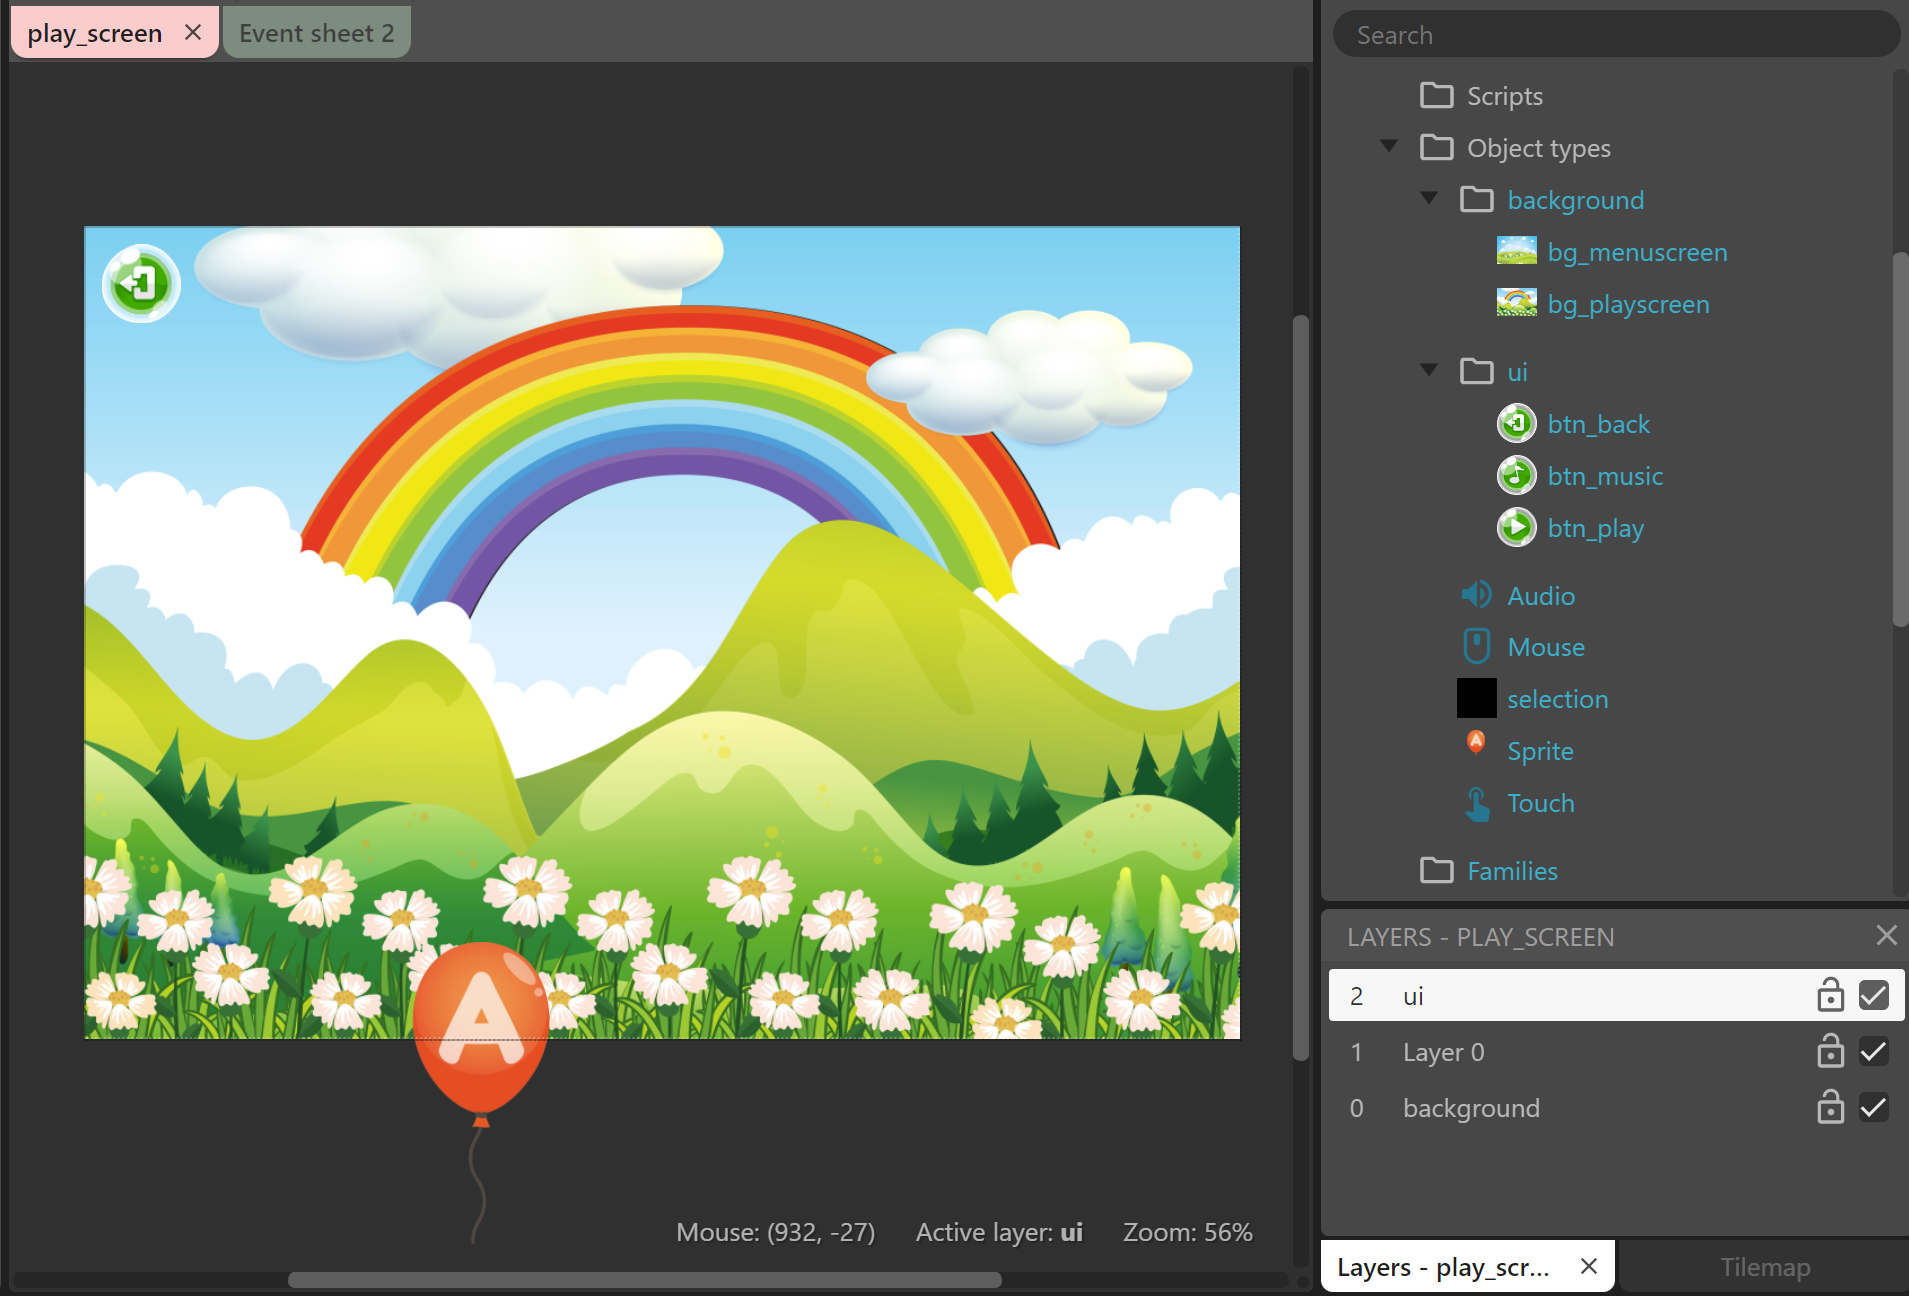 play_screen
Event sheet 2
Search
Scripts
Object types
background
bg_menuscreen
bg_playscreen
ui
btn_back
btn_music
btn_play
Audio
Mouse
selection
A Sprite
Touch
Families
LAYERS - PLAY_SCREEN
2 ui
1 Layer 0
0 background
A
Mouse: (932, -27) Active layer: ui Zoom: 56%
Layers - play_scr...
Tilemap